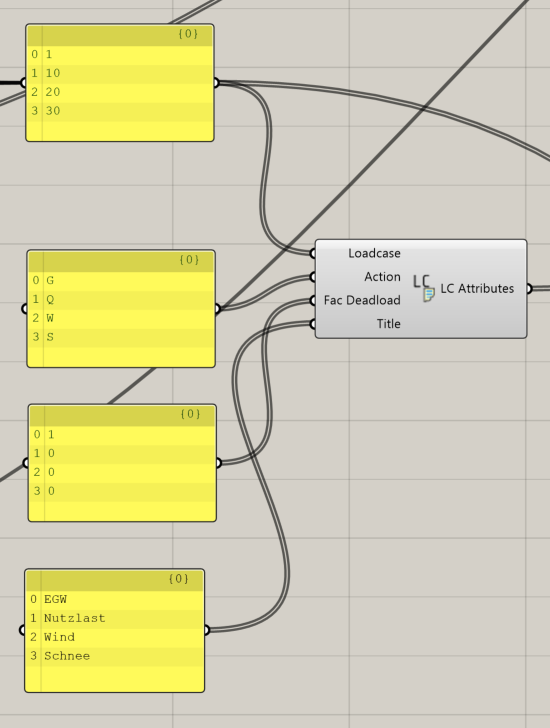 {0}
0 1
1 10
2 20
3 30
{0}
0 G
1 Q
2 W
3 S
Loadcase
Action
Fac Deadload
Title
LC
LC Attributes
{0}
0 1
1 0
2 0
3 0
{0}
0 EGW
1 Nutzlast
2 Wind
3 Schnee